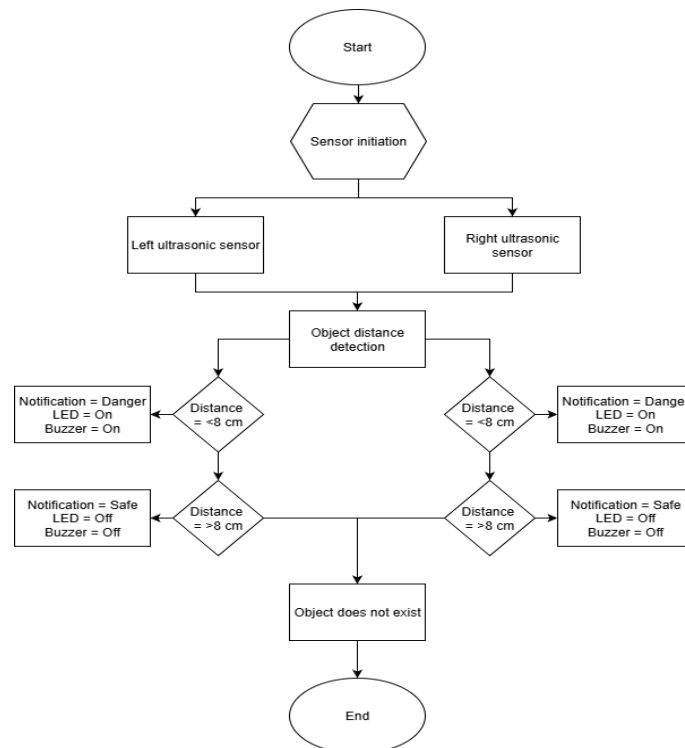 Start
Sensor initiation
Left ultrasonic sensor
Right ultrasonic
sensor
Object distance
detection
Notification = Danger
LED = On
Buzzer = On
Distance
= <8 cm
Distance
= <8 cm
Notification = Danger
LED = On
Buzzer = On
Notification = Safe
LED = Off
Buzzer = Off
Distance
= >8 cm
Distance
= >8 cm
Notification = Safe
LED = Off
Buzzer = Off
Object does not exist
End